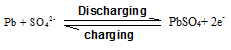 Discharging
Pb + SO₄²⁻ PbSO₄+ 2e⁻
charging